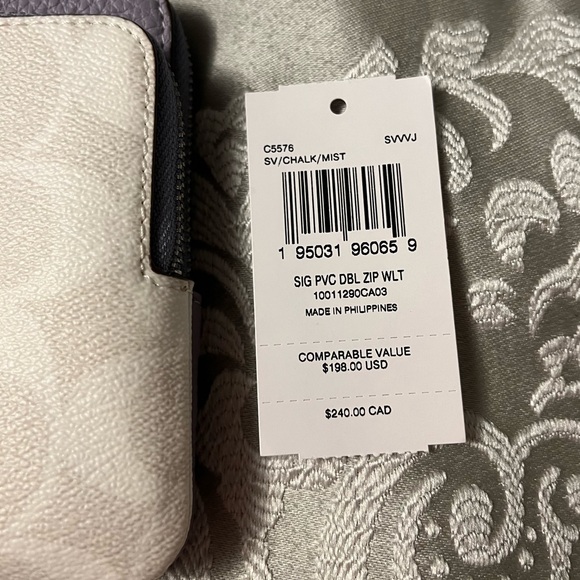 C5576 SVVVJ
SV/CHALK/MIST
1 95031 96065 9
SIG PVC DBL ZIP WLT
10011290CA03
MADE IN PHILIPPINES
COMPARABLE VALUE
$198.00 USD
$240.00 CAD